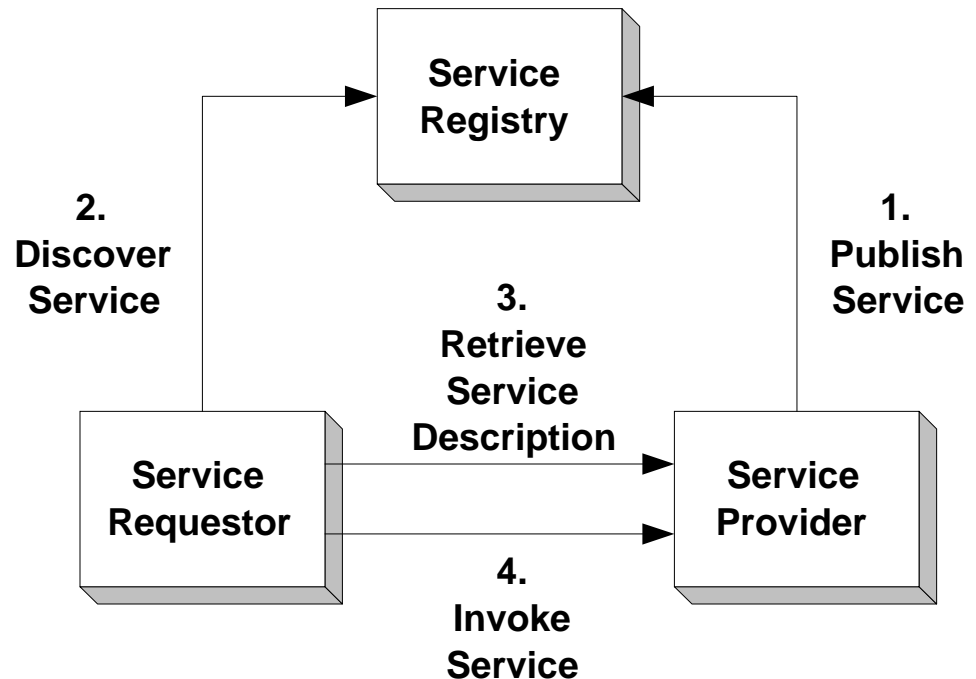 Service
Registry
2.
Discover
Service
1.
Publish
Service
3.
Retrieve
Service
Description
Service
Requestor
Service
Provider
4.
Invoke
Service